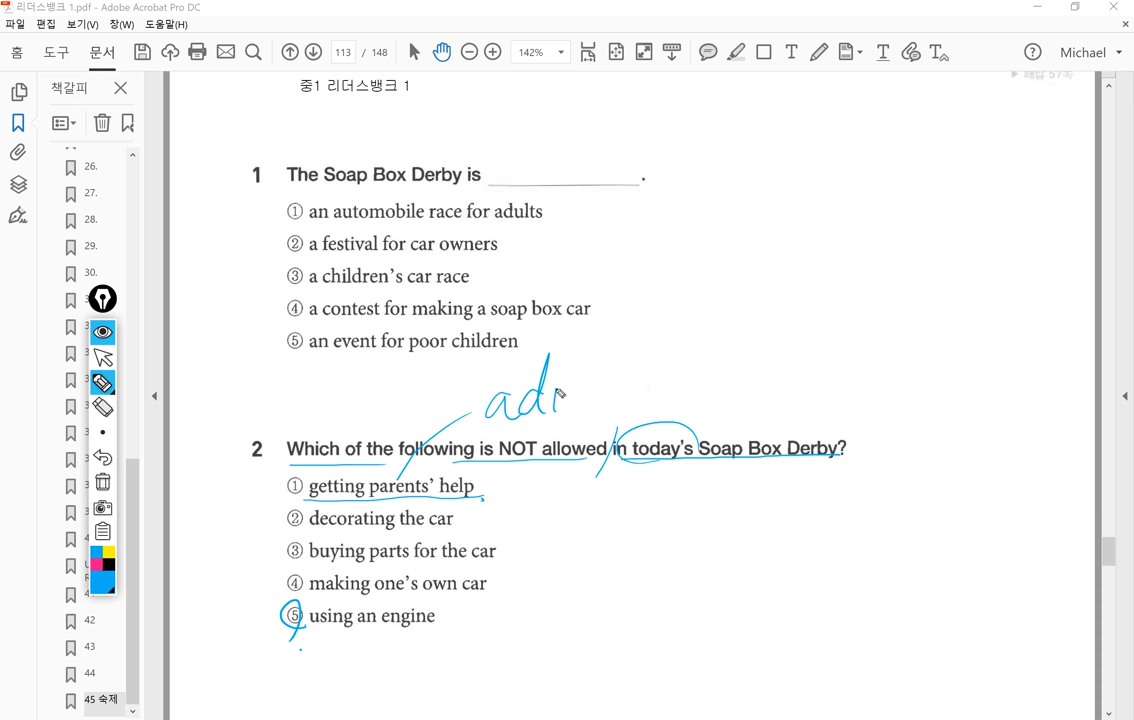 리더스뱅크 1.pdf - Adobe Acrobat Pro DC
파일 편집 보기(V) 창(W) 도움말(H)
홈 도구 문서 113 / 148 142% Michael
책갈피
26.
27.
28.
29.
30.
42
43
44
45 숙제
중1 리더스뱅크 1
1 The Soap Box Derby is ____________.
① an automobile race for adults
② a festival for car owners
③ a children's car race
④ a contest for making a soap box car
⑤ an event for poor children
ad
2 Which of the following is NOT allowed in today's Soap Box Derby?
① getting parents' help
② decorating the car
③ buying parts for the car
④ making one's own car
⑤ using an engine